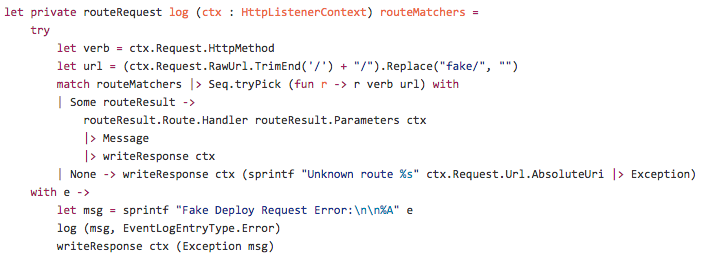 let private routeRequest log (ctx : HttpListenerContext) routeMatchers =
    try
        let verb = ctx.Request.HttpMethod
        let url = (ctx.Request.RawUrl.TrimEnd('/') + "/").Replace("fake/", "")
        match routeMatchers |> Seq.tryPick (fun r -> r verb url) with
        | Some routeResult ->
            routeResult.Route.Handler routeResult.Parameters ctx
            |> Message
            |> writeResponse ctx
        | None -> writeResponse ctx (sprintf "Unknown route %s" ctx.Request.Url.AbsoluteUri |> Exception)
    with e ->
        let msg = sprintf "Fake Deploy Request Error:\n\n%A" e
        log (msg, EventLogEntryType.Error)
        writeResponse ctx (Exception msg)